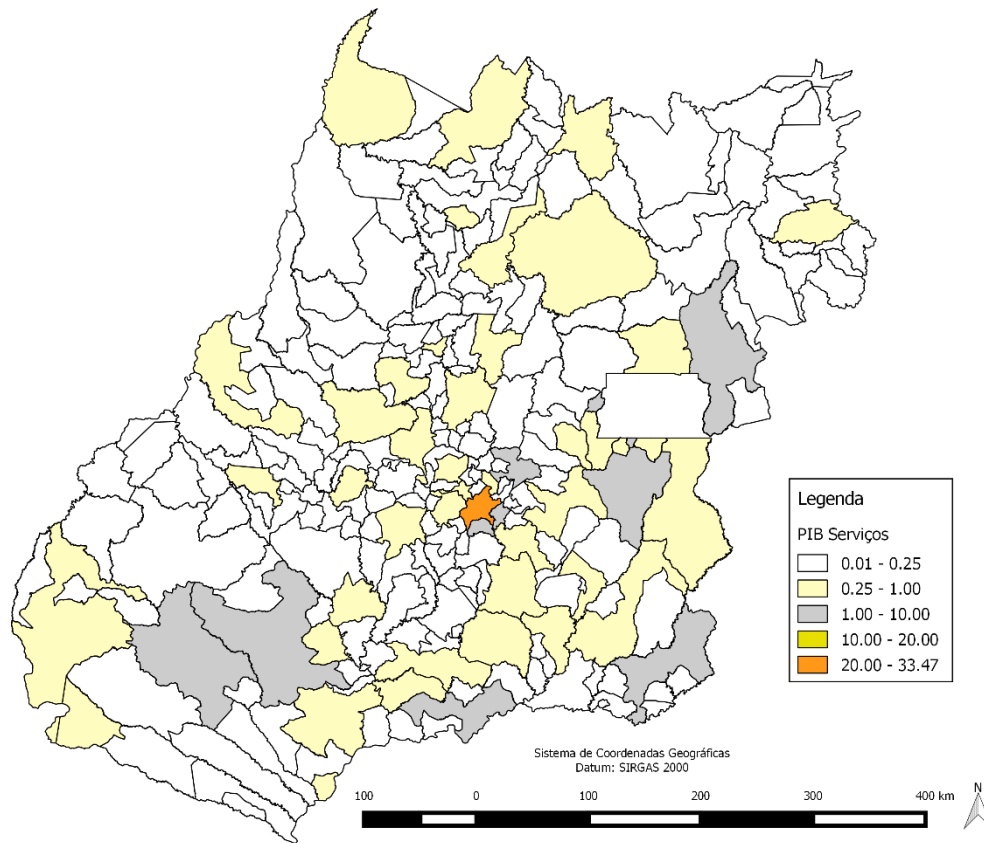 Legenda
PIB Serviços
0.01 - 0.25
0.25 - 1.00
1.00 - 10.00
10.00 - 20.00
20.00 - 33.47
Sistema de Coordenadas Geográficas
Datum: SIRGAS 2000
100 0 100 200 300 400 km
N